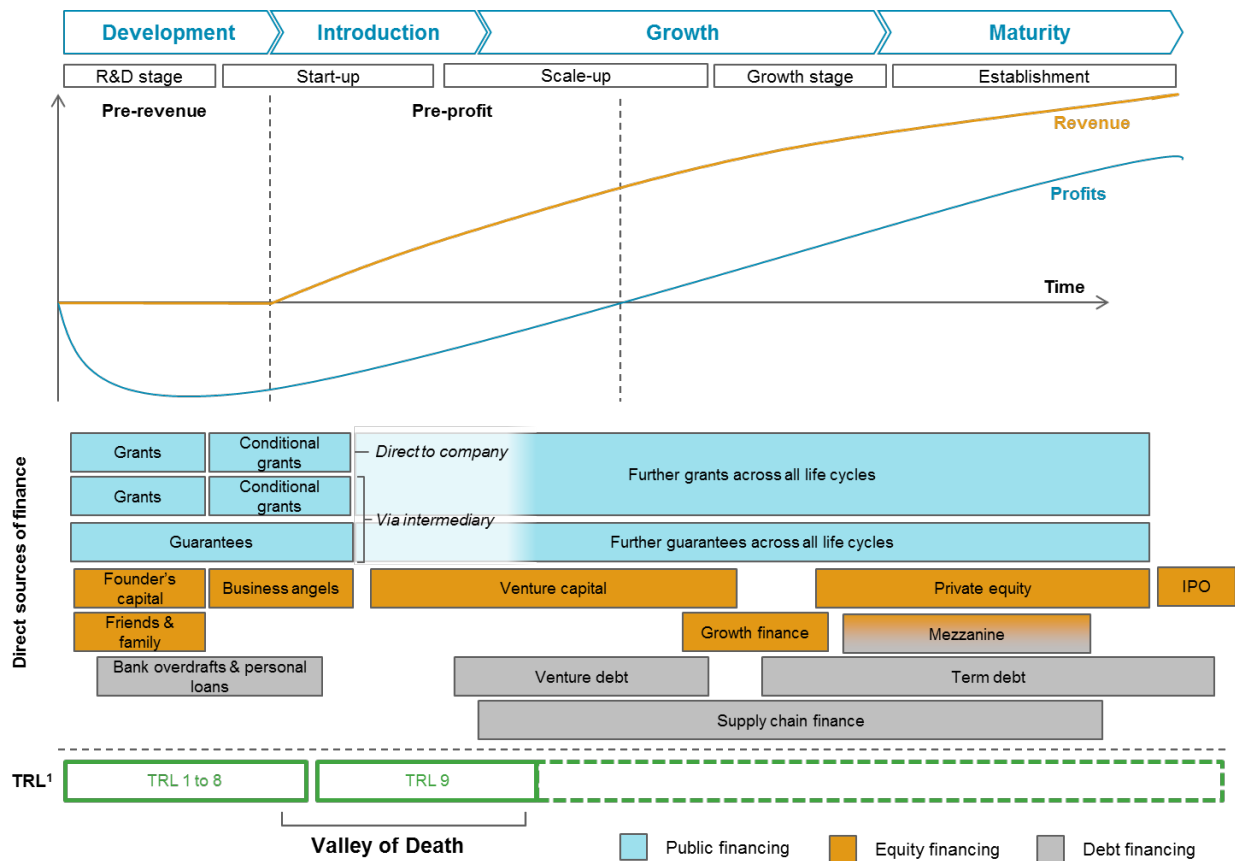 Development
Introduction
Growth
Maturity
R&D stage
Start-up
Scale-up
Growth stage
Establishment
Pre-revenue
Pre-profit
Revenue
Profits
Time
Direct sources of finance
Grants
Conditional
grants
Direct to company
Further grants across all life cycles
Grants
Conditional
grants
Via intermediary
Guarantees
Further guarantees across all life cycles
Founder's
capital
Business angels
Venture capital
Private equity
IPO
Friends &
family
Growth finance
Mezzanine
Bank overdrafts & personal
loans
Venture debt
Term debt
Supply chain finance
TRL¹
TRL 1 to 8
TRL 9
Valley of Death
Public financing
Equity financing
Debt financing